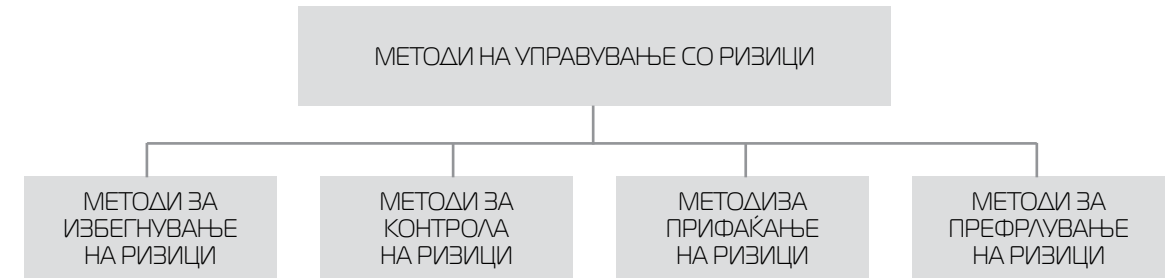 МЕТОДИ НА УПРАВУВАЊЕ СО РИЗИЦИ
МЕТОДИ ЗА
ИЗБЕГНУВАЊЕ
НА РИЗИЦИ
МЕТОДИ ЗА
КОНТРОЛА
НА РИЗИЦИ
МЕТОДИЗА
ПРИФАЌАЊЕ
НА РИЗИЦИ
МЕТОДИ ЗА
ПРЕФРЛУВАЊЕ
НА РИЗИЦИ